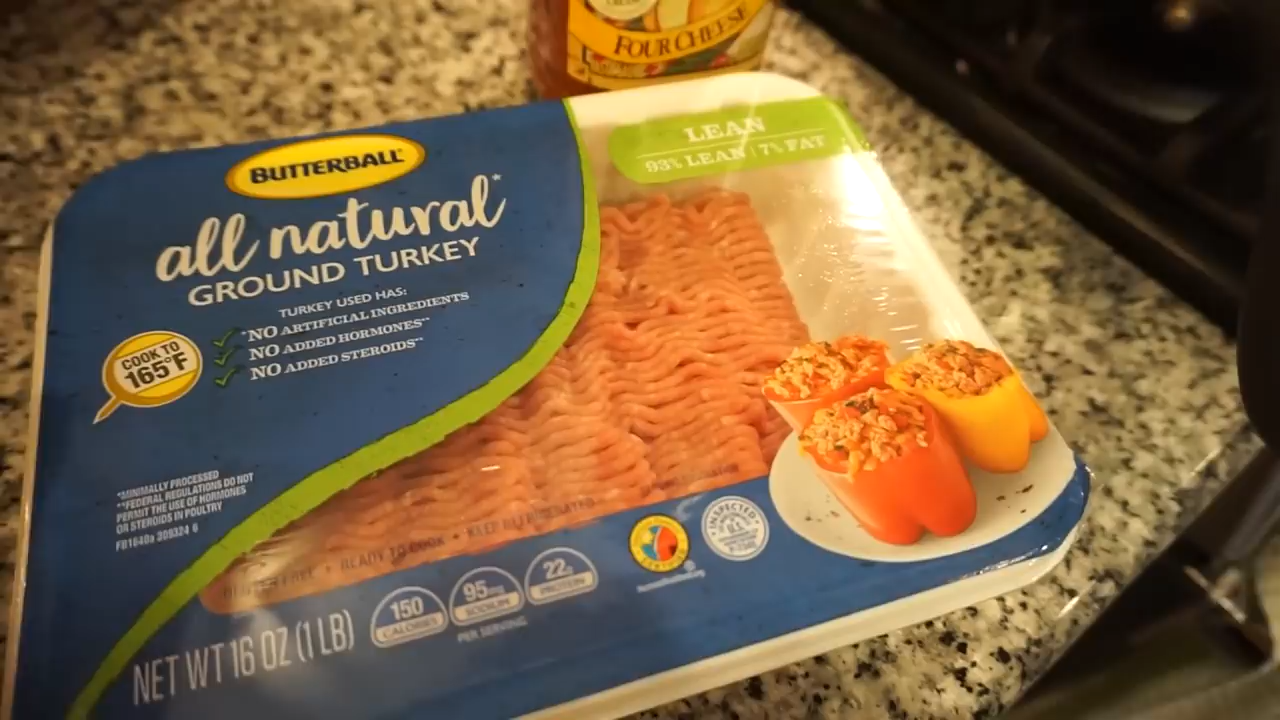 FOUR CHEESE
LEAN
93% LEAN | 7% FAT
BUTTERBALL®
all natural*
GROUND TURKEY
TURKEY USED HAS:
*NO ARTIFICIAL INGREDIENTS
NO ADDED HORMONES**
NO ADDED STEROIDS**
COOK TO
165°F
*MINIMALLY PROCESSED
**FEDERAL REGULATIONS DO NOT
PERMIT THE USE OF HORMONES
OR STEROIDS IN POULTRY
FREE • READY TO COOK • KEEP REFRIGERATED
NET WT 16 OZ (1 LB)
150
CALORIES
95mg
SODIUM
22g
PROTEIN
PER SERVING
INSPECTED